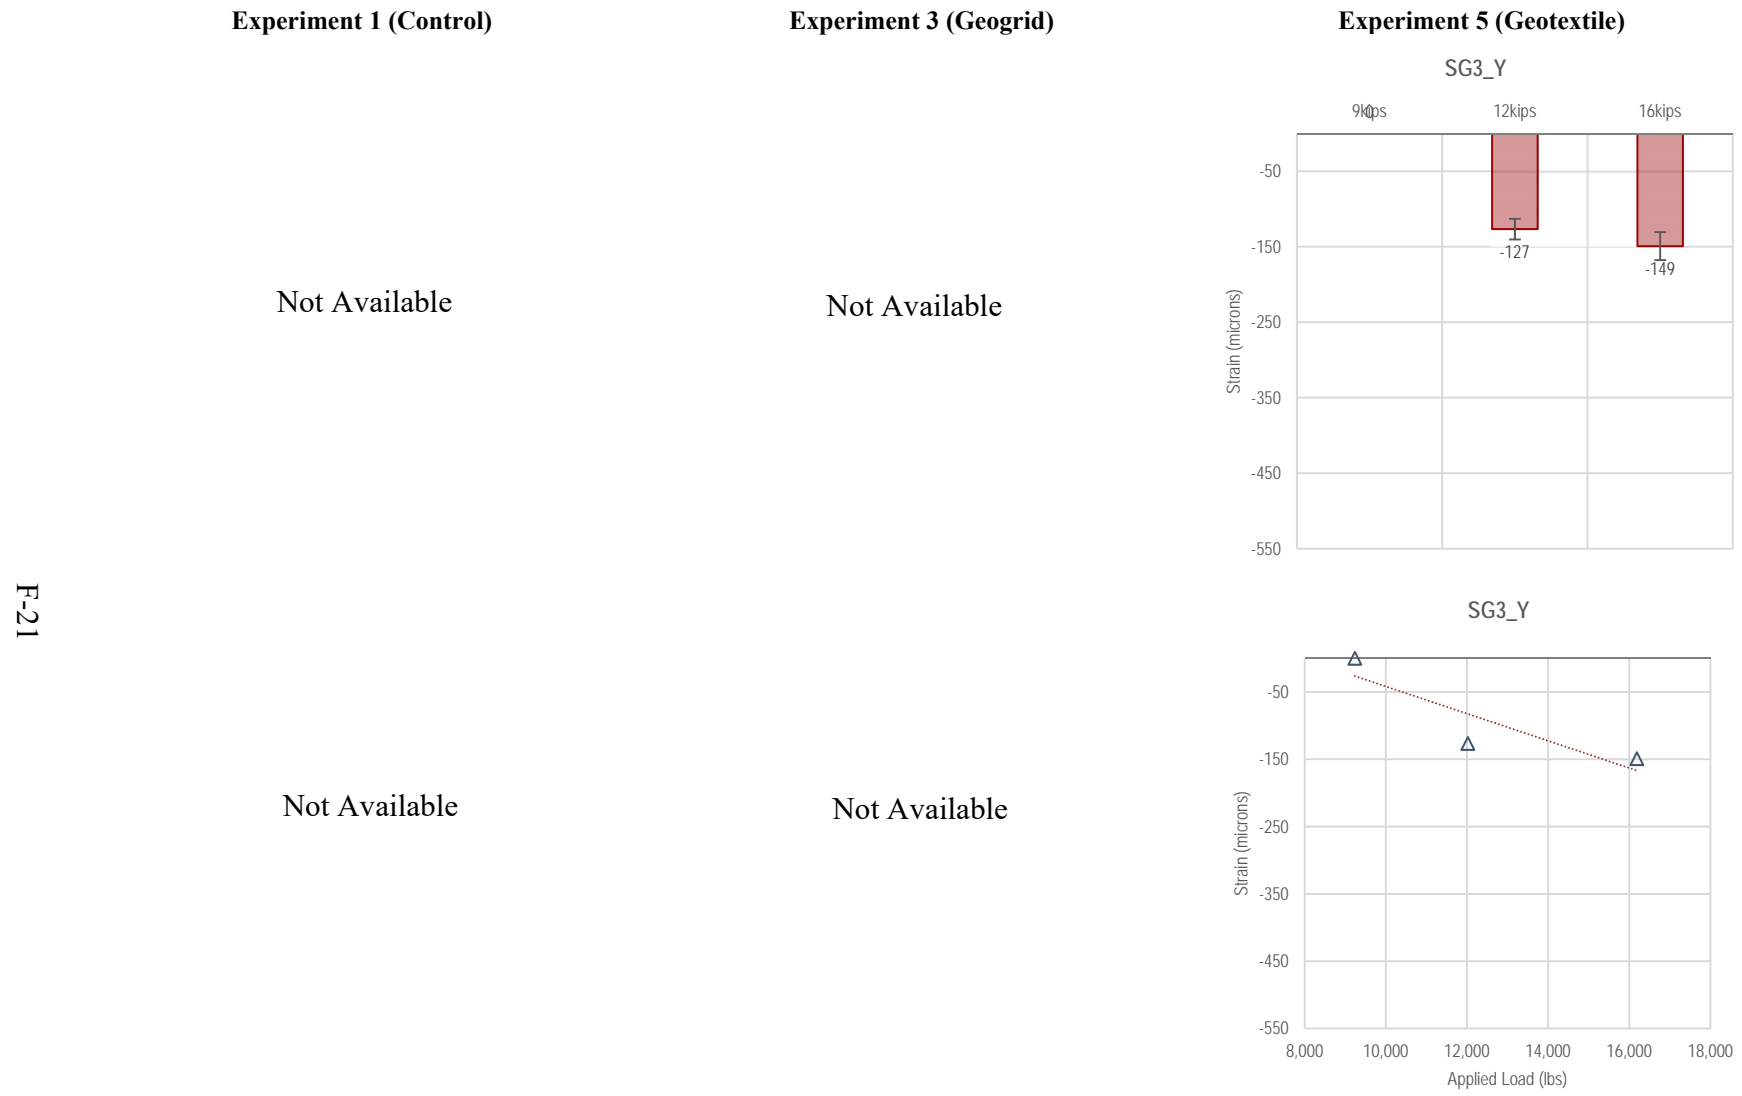 Experiment 1 (Control)
Experiment 3 (Geogrid)
Experiment 5 (Geotextile)
Not Available
Not Available
SG3_Y
9kips
0
12kips
16kips
-50
-150
-250
-350
-450
-550
Strain (microns)
-127
-149
F-21
Not Available
Not Available
SG3_Y
-50
-150
-250
-350
-450
-550
Strain (microns)
8,000
10,000
12,000
14,000
16,000
18,000
Applied Load (lbs)